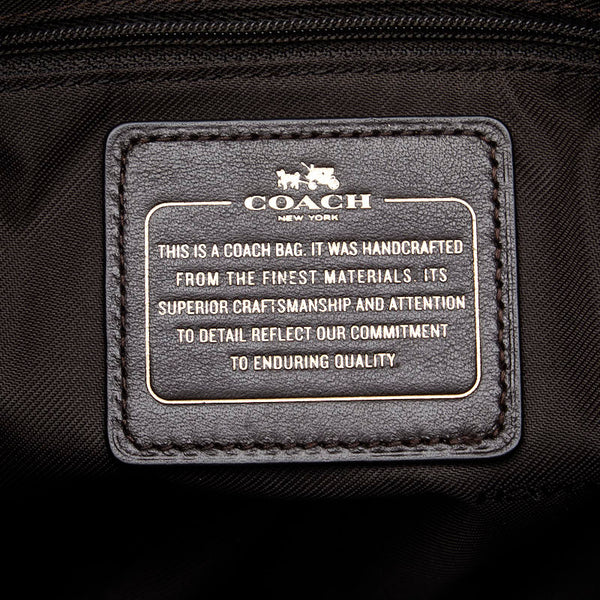 COACH
NEW YORK
THIS IS A COACH BAG. IT WAS HANDCRAFTED
FROM THE FINEST MATERIALS. ITS
SUPERIOR CRAFTSMANSHIP AND ATTENTION
TO DETAIL REFLECT OUR COMMITMENT
TO ENDURING QUALITY